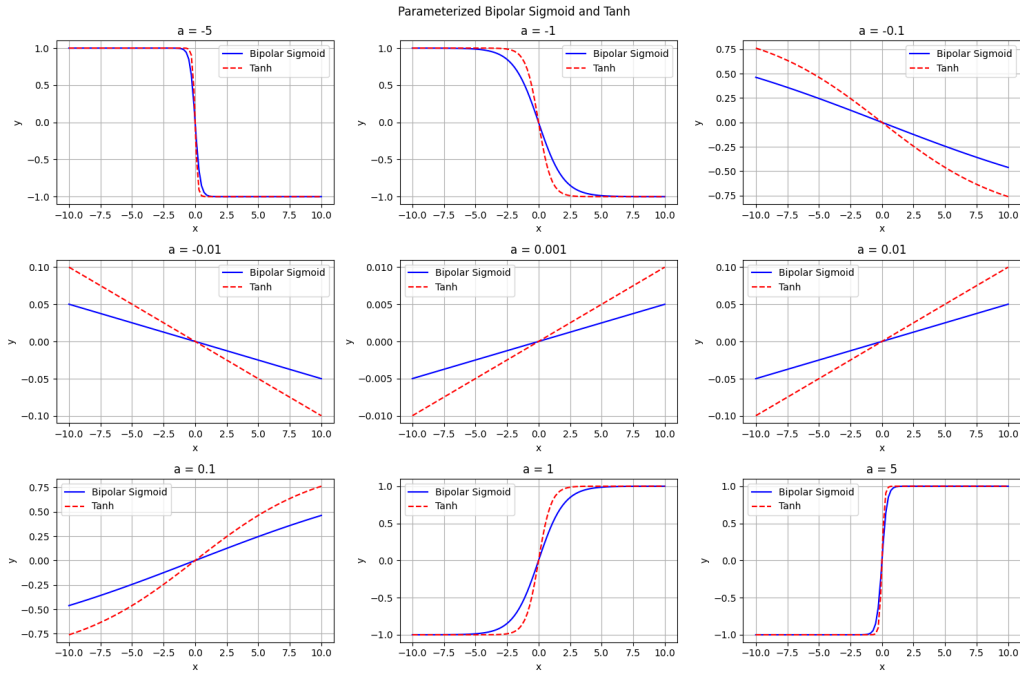 Parameterized Bipolar Sigmoid and Tanh
a = -5
1.0
0.5
0.0
−0.5
−1.0
y
Bipolar Sigmoid
Tanh
−10.0 −7.5 −5.0 −2.5 0.0 2.5 5.0 7.5 10.0
x
a = -1
1.0
0.5
0.0
−0.5
−1.0
y
Bipolar Sigmoid
Tanh
−10.0 −7.5 −5.0 −2.5 0.0 2.5 5.0 7.5 10.0
x
a = -0.1
0.75
0.50
0.25
0.00
−0.25
−0.50
−0.75
y
Bipolar Sigmoid
Tanh
−10.0 −7.5 −5.0 −2.5 0.0 2.5 5.0 7.5 10.0
x
a = -0.01
0.10
0.05
0.00
−0.05
−0.10
y
Bipolar Sigmoid
Tanh
−10.0 −7.5 −5.0 −2.5 0.0 2.5 5.0 7.5 10.0
x
a = 0.001
0.010
0.005
0.000
−0.005
−0.010
y
Bipolar Sigmoid
Tanh
−10.0 −7.5 −5.0 −2.5 0.0 2.5 5.0 7.5 10.0
x
a = 0.01
0.10
0.05
0.00
−0.05
−0.10
y
Bipolar Sigmoid
Tanh
−10.0 −7.5 −5.0 −2.5 0.0 2.5 5.0 7.5 10.0
x
a = 0.1
0.75
0.50
0.25
0.00
−0.25
−0.50
−0.75
y
Bipolar Sigmoid
Tanh
−10.0 −7.5 −5.0 −2.5 0.0 2.5 5.0 7.5 10.0
x
a = 1
1.0
0.5
0.0
−0.5
−1.0
y
Bipolar Sigmoid
Tanh
−10.0 −7.5 −5.0 −2.5 0.0 2.5 5.0 7.5 10.0
x
a = 5
1.0
0.5
0.0
−0.5
−1.0
y
Bipolar Sigmoid
Tanh
−10.0 −7.5 −5.0 −2.5 0.0 2.5 5.0 7.5 10.0
x